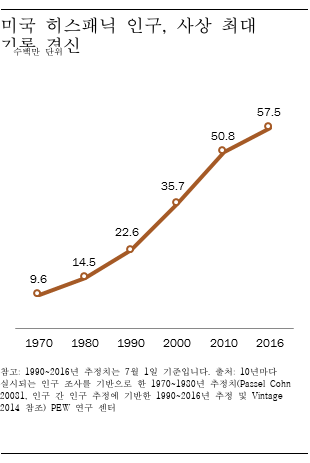 미국 히스패닉 인구, 사상 최대
기록 경신
수백만 단위
57.5
50.8
35.7
22.6
14.5
9.6
1970 1980 1990 2000 2010 2016
참고: 1990~2016년 추정치는 7월 1일 기준입니다. 출처: 10년마다
실시되는 인구 조사를 기반으로 한 1970~1980년 추정치(Passel Cohn
20081, 인구 간 인구 추정에 기반한 1990~2016년 추정 및 Vintage
2014 참조) PEW 연구 센터